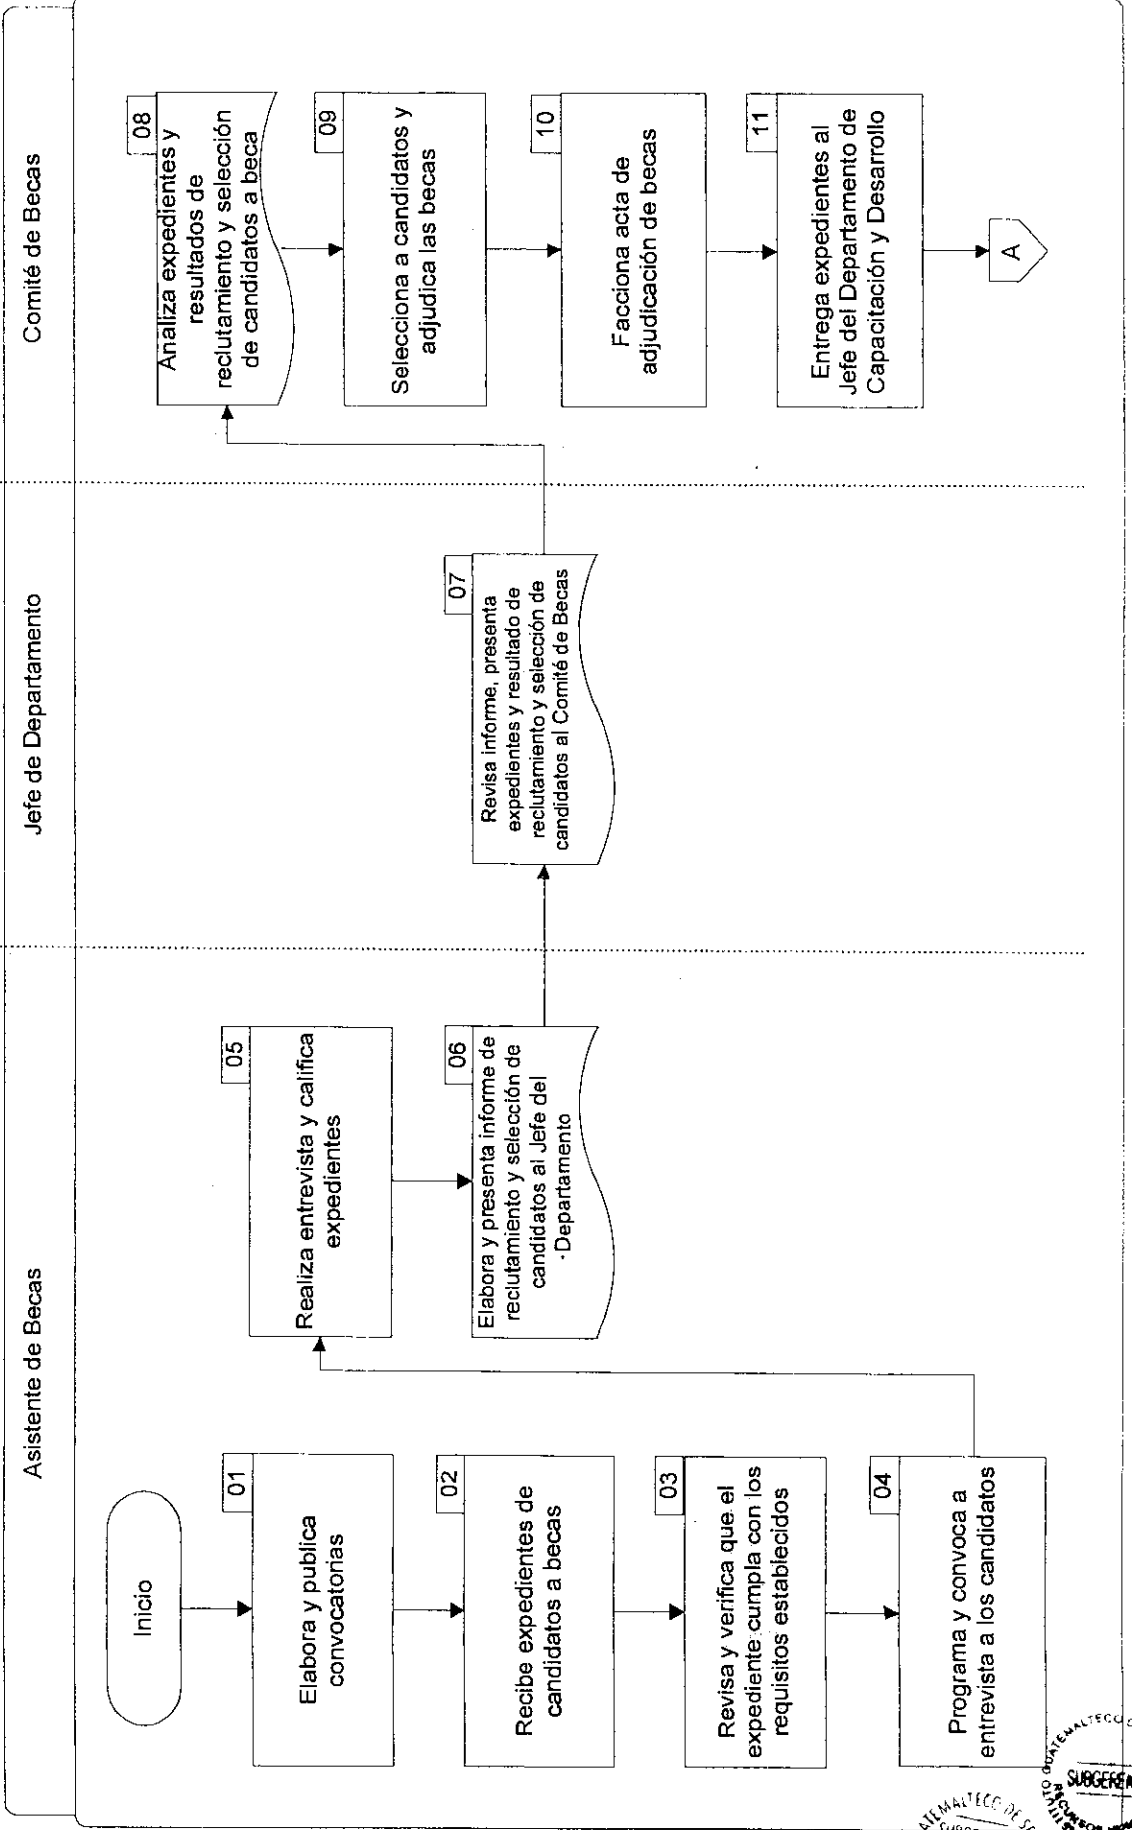 Asistente de Becas
Jefe de Departamento
Comité de Becas
Inicio
01
Elabora y publica
convocatorias
02
Recibe expedientes de
candidatos a becas
03
Revisa y verifica que el
expediente cumpla con los
requisitos establecidos
04
Programa y convoca a
entrevista a los candidatos
05
Realiza entrevista y califica
expedientes
06
Elabora y presenta informe de
reclutamiento y selección de
candidatos al Jefe del
Departamento
07
Revisa informe, presenta
expedientes y resultado de
reclutamiento y selección de
candidatos al Comité de Becas
08
Analiza expedientes y
resultados de
reclutamiento y selección
de candidatos a beca
09
Selecciona a candidatos y
adjudica las becas
10
Facciona acta de
adjudicación de becas
11
Entrega expedientes al
Jefe del Departamento de
Capacitación y Desarrollo
A